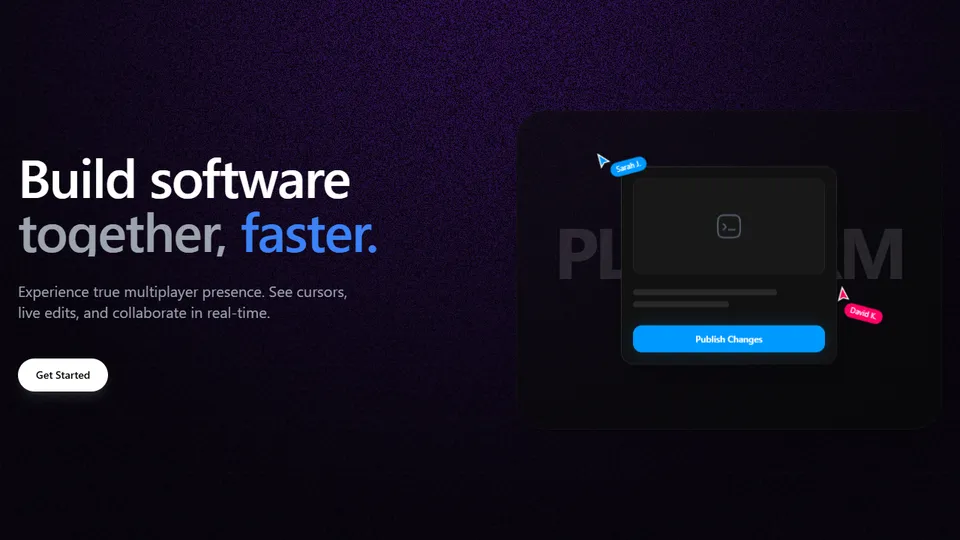 Build software
together, faster.
Experience true multiplayer presence. See cursors,
live edits, and collaborate in real-time.
Get Started
Sarah J.
David K.
Publish Changes